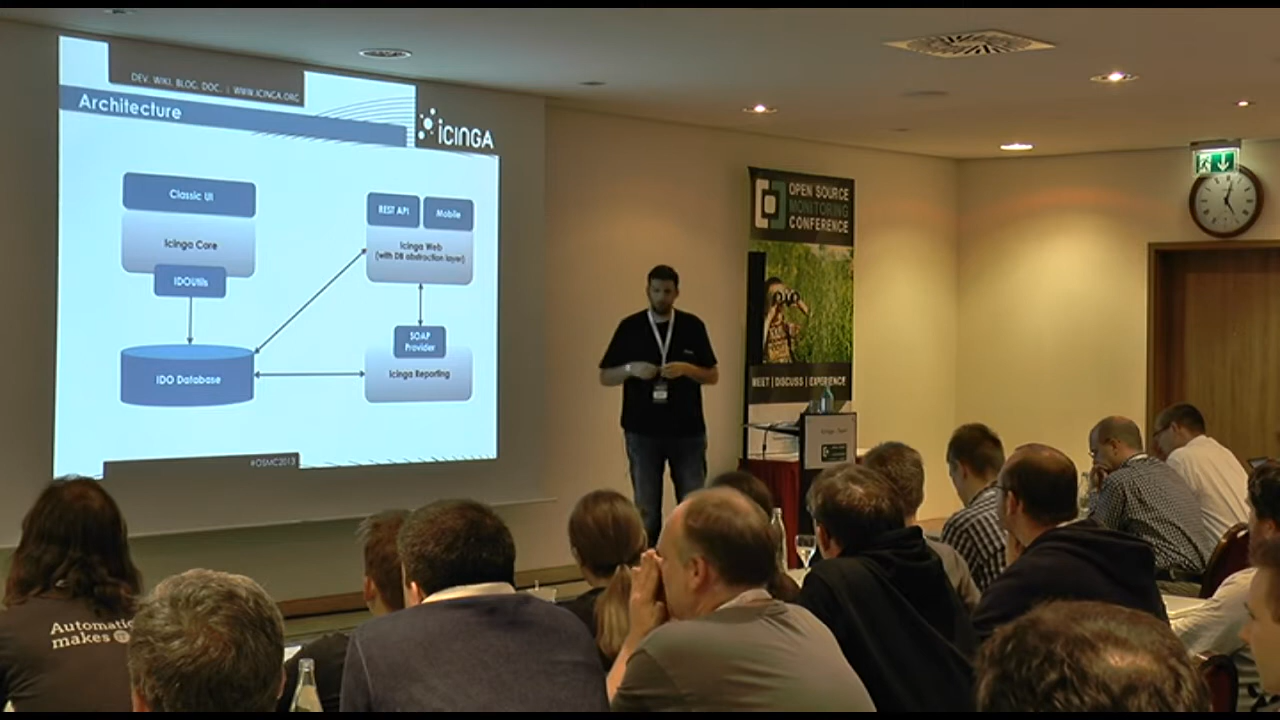 DEV. WIKI. BLOG. DOC. | WWW.ICINGA.ORG
Architecture
iCINGA
Classic UI
Icinga Core
IDOUtils
IDO Database
REST API
Mobile
Icinga Web
(with DB abstraction layer)
SOAP
Provider
Icinga Reporting
#OSMC2013
OPEN SOURCE
MONITORING
CONFERENCE
MEET | DISCUSS | EXPERIENCE
makes